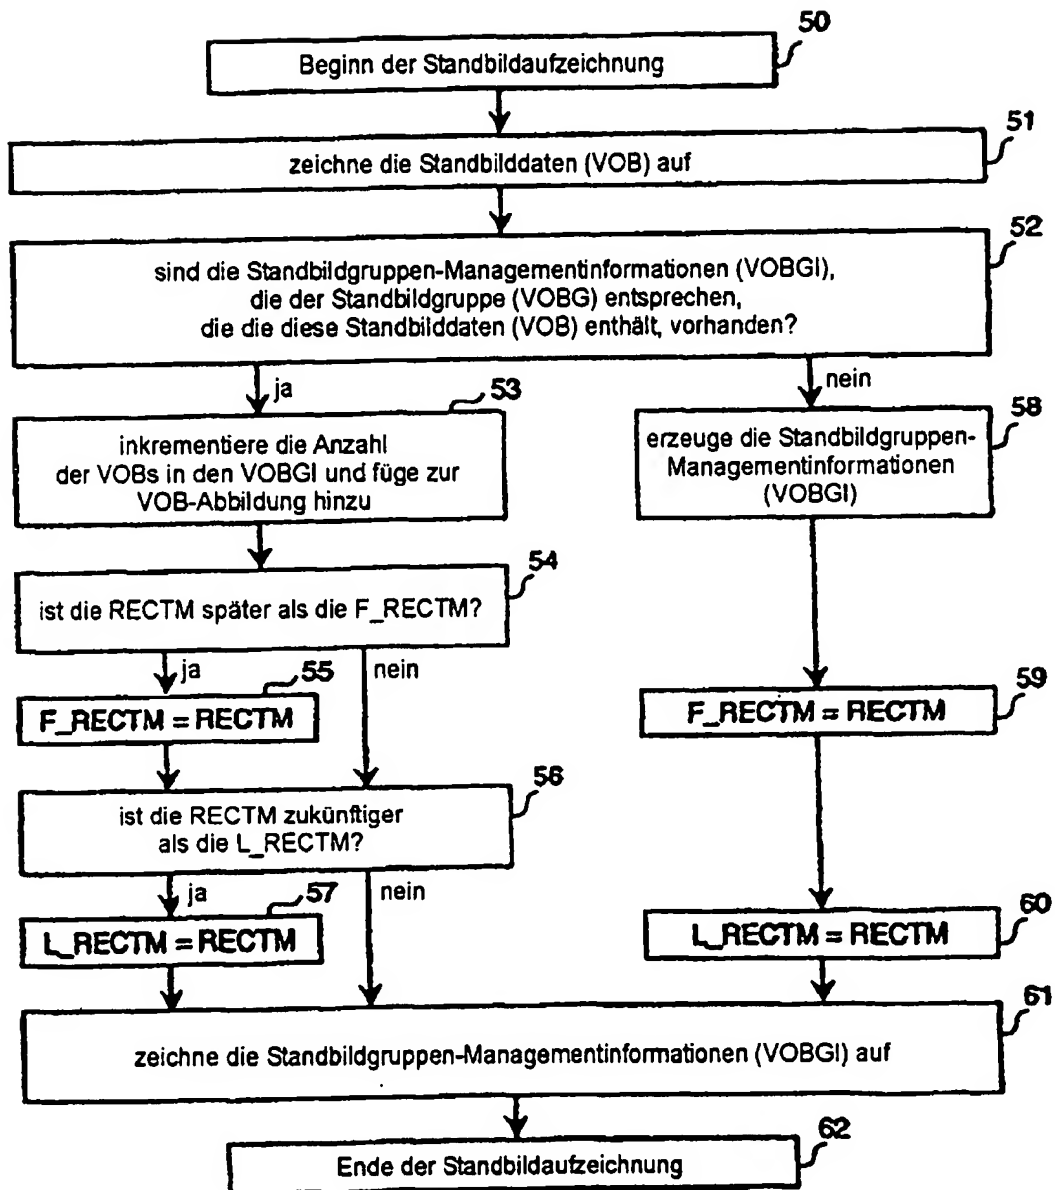 50
Beginn der Standbildaufzeichnung
51
zeichne die Standbilddaten (VOB) auf
52
sind die Standbildgruppen-Managementinformationen (VOBGI),
die der Standbildgruppe (VOBG) entsprechen,
die die diese Standbilddaten (VOB) enthält, vorhanden?
ja
nein
53
inkrementiere die Anzahl
der VOBs in den VOBGI und füge zur
VOB-Abbildung hinzu
58
erzeuge die Standbildgruppen-
Managementinformationen
(VOBGI)
54
ist die RECTM später als die F_RECTM?
ja
nein
55
F_RECTM = RECTM
59
F_RECTM = RECTM
56
ist die RECTM zukünftiger
als die L_RECTM?
ja
nein
57
L_RECTM = RECTM
60
L_RECTM = RECTM
61
zeichne die Standbildgruppen-Managementinformationen (VOBGI) auf
62
Ende der Standbildaufzeichnung